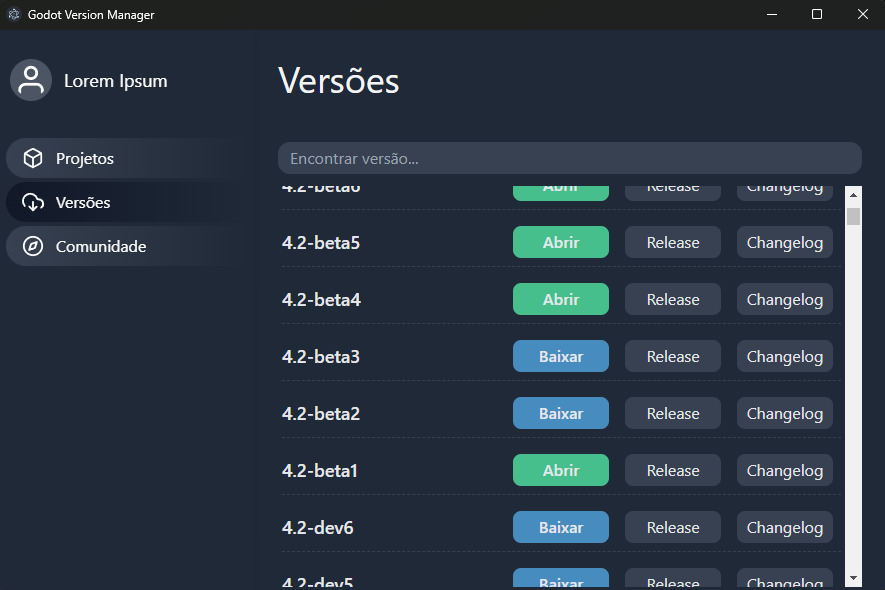 Godot Version Manager
Lorem Ipsum
Projetos
Versões
Comunidade
Versões
Encontrar versão...
4.2-beta6 Abrir Release Changelog
4.2-beta5 Abrir Release Changelog
4.2-beta4 Abrir Release Changelog
4.2-beta3 Baixar Release Changelog
4.2-beta2 Baixar Release Changelog
4.2-beta1 Abrir Release Changelog
4.2-dev6 Baixar Release Changelog
4.2-dev5 Baixar Release Changelog